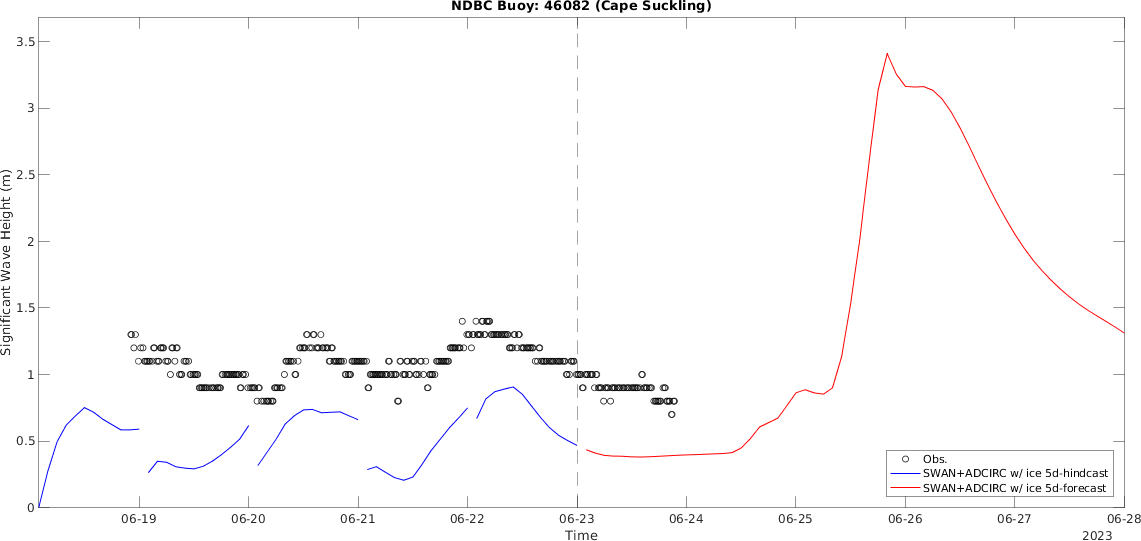 NDBC Buoy: 46082 (Cape Suckling)
Significant Wave Height (m)
3.5
3
2.5
2
1.5
1
0.5
0
Obs.
SWAN+ADCIRC w/ ice 5d-hindcast
SWAN+ADCIRC w/ ice 5d-forecast
06-19 06-20 06-21 06-22 06-23 06-24 06-25 06-26 06-27 06-28
Time
2023